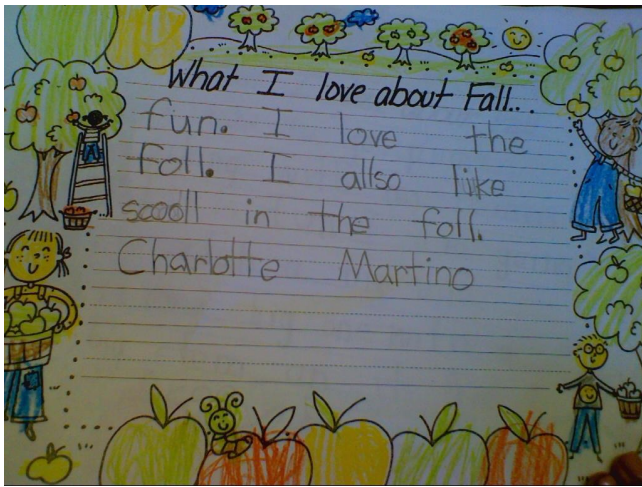 What I love about Fall...
fun. I love the
foll. I allso like
scooll in the foll.
Charlotte Martino